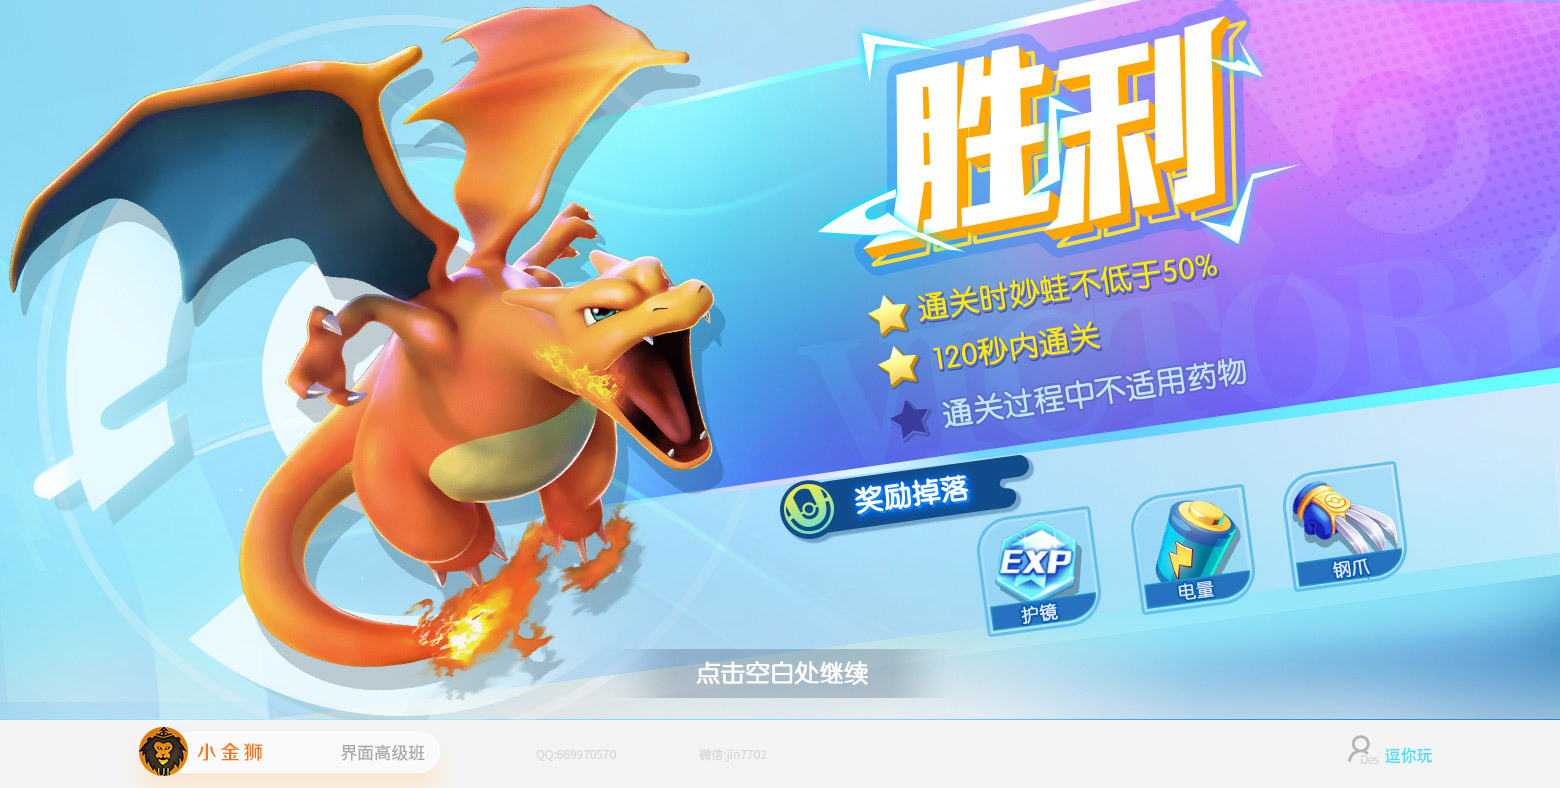 胜利
VICTORY
通关时妙蛙不低于50%
120秒内通关
通关过程中不适用药物
奖励掉落
EXP
护镜
电量
钢爪
点击空白处继续
小金狮
界面高级班
QQ:669970570
微信:jin7702
Des
逗你玩